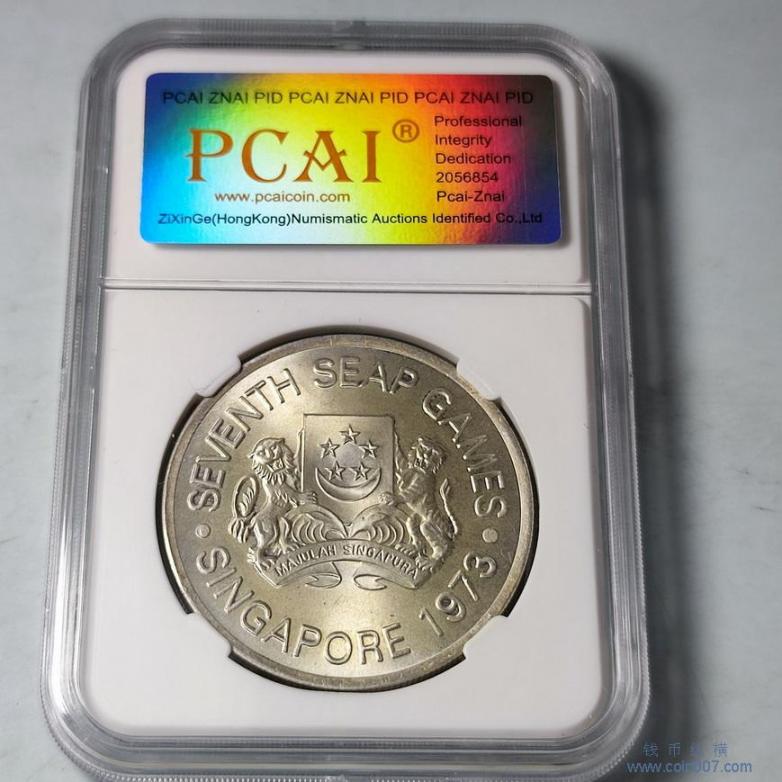 PCAI ZNAI PID PCAI ZNAI PID PCAI ZNAI PID
PCAI®
Professional
Integrity
Dedication
2056854
Pcai-Znai
www.pcaicoin.com
ZiXinGe(HongKong)Numismatic Auctions Identified Co.,Ltd
SEVENTH SEAP GAMES
MAJULAH SINGAPURA
SINGAPORE 1973
钱币纵横
www.coin007.com